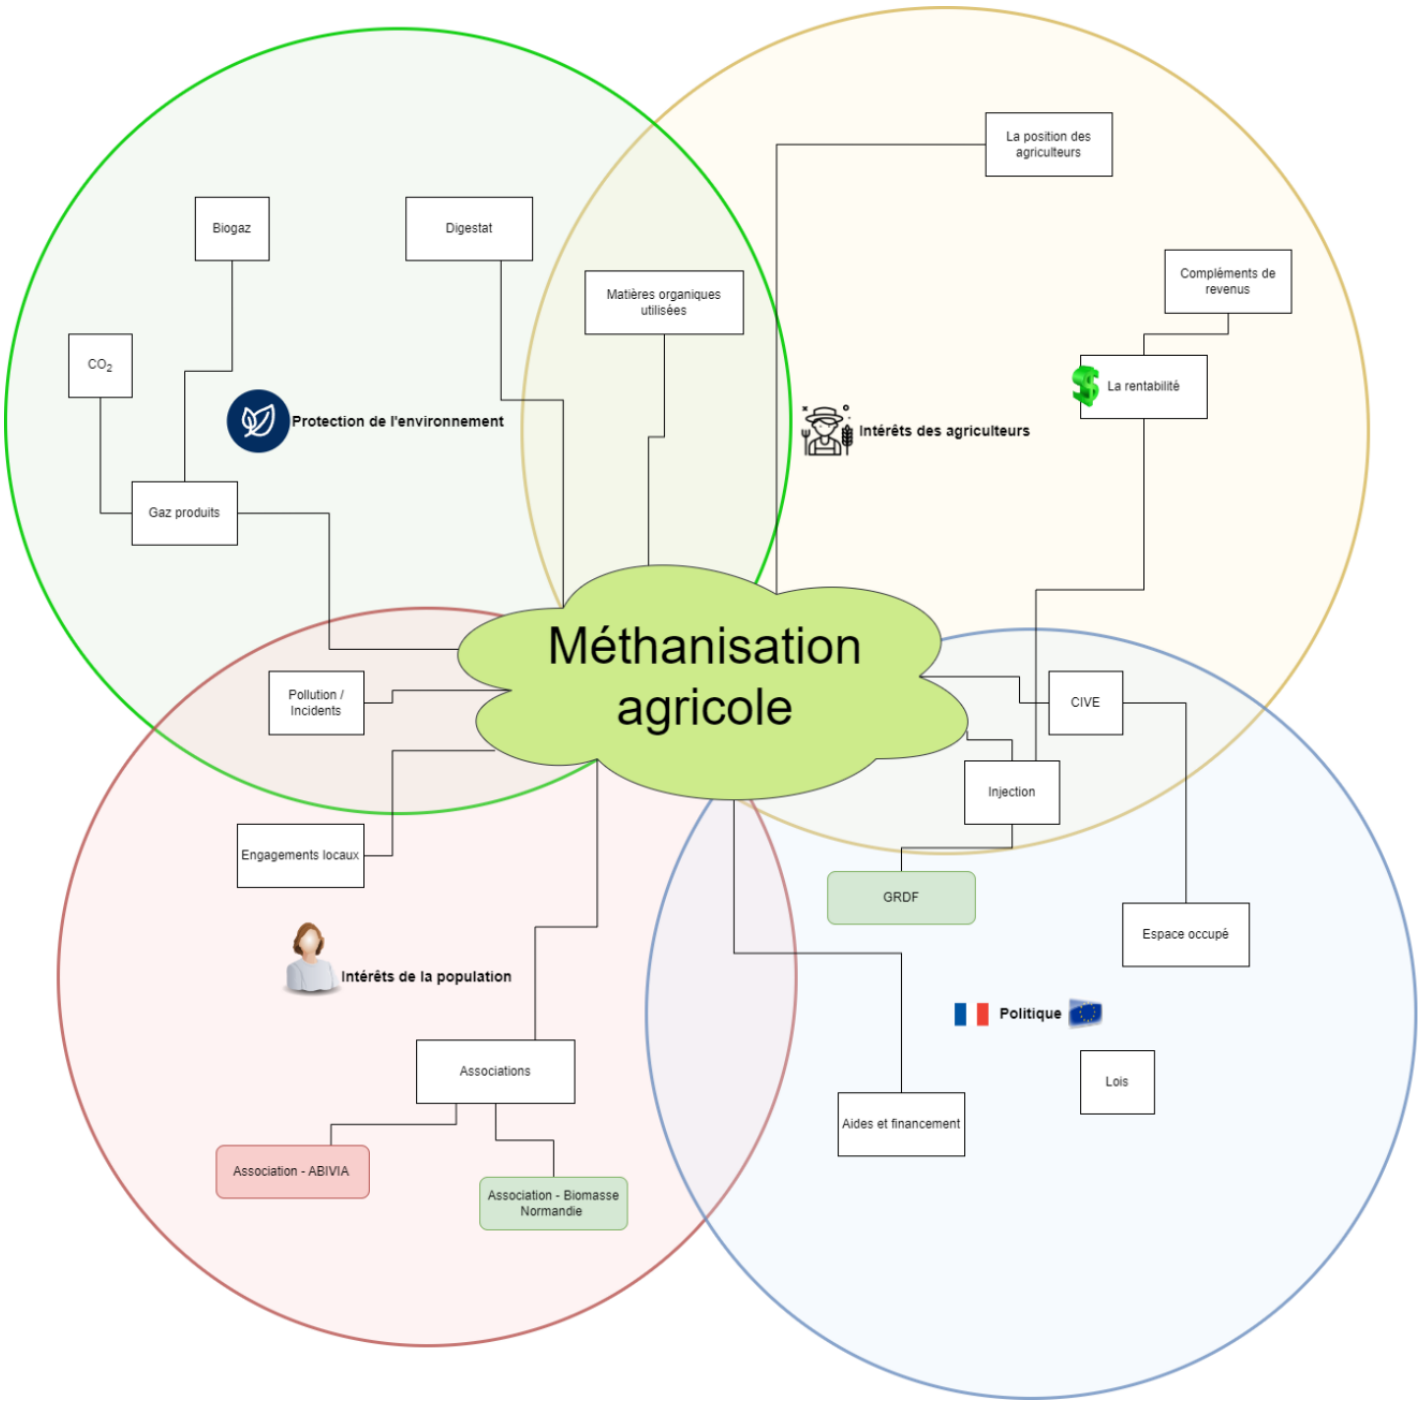 La position des
agriculteurs
Biogaz
Digestat
Compléments de
revenus
Matières organiques
utilisées
CO2
La rentabilité
Protection de l'environnement
Intérêts des agriculteurs
Gaz produits
Méthanisation
agricole
Pollution /
Incidents
CIVE
Injection
Engagements locaux
GRDF
Espace occupé
Intérêts de la population
Politique
Associations
Lois
Aides et financement
Association - ABIVIA
Association - Biomasse
Normandie